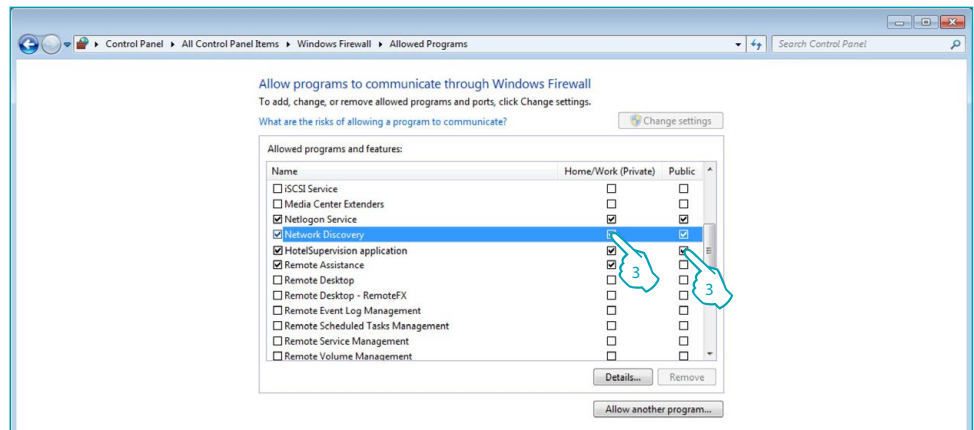 Control Panel ▸ All Control Panel Items ▸ Windows Firewall ▸ Allowed Programs
Search Control Panel
Allow programs to communicate through Windows Firewall
To add, change, or remove allowed programs and ports, click Change settings.
What are the risks of allowing a program to communicate?
Change settings
Allowed programs and features:
Name Home/Work (Private) Public
iSCSI Service
Media Center Extenders
Netlogon Service
Network Discovery
HotelSupervision application
Remote Assistance
3
Remote Desktop
Remote Desktop - RemoteFX
3
Remote Event Log Management
Remote Scheduled Tasks Management
Remote Service Management
Remote Volume Management
Details... Remove
Allow another program...